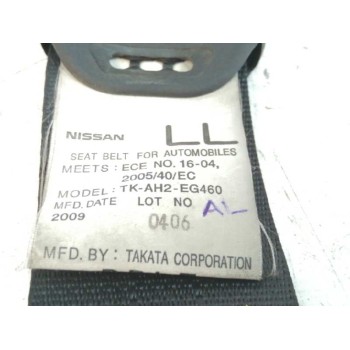 NISSAN LL
SEAT BELT FOR AUTOMOBILES
MEETS: ECE NO. 16-04,
2005/40/EC
MODEL: TK-AH2-EG460
MFD. DATE LOT NO AL
2009 0406
MFD. BY: TAKATA CORPORATION